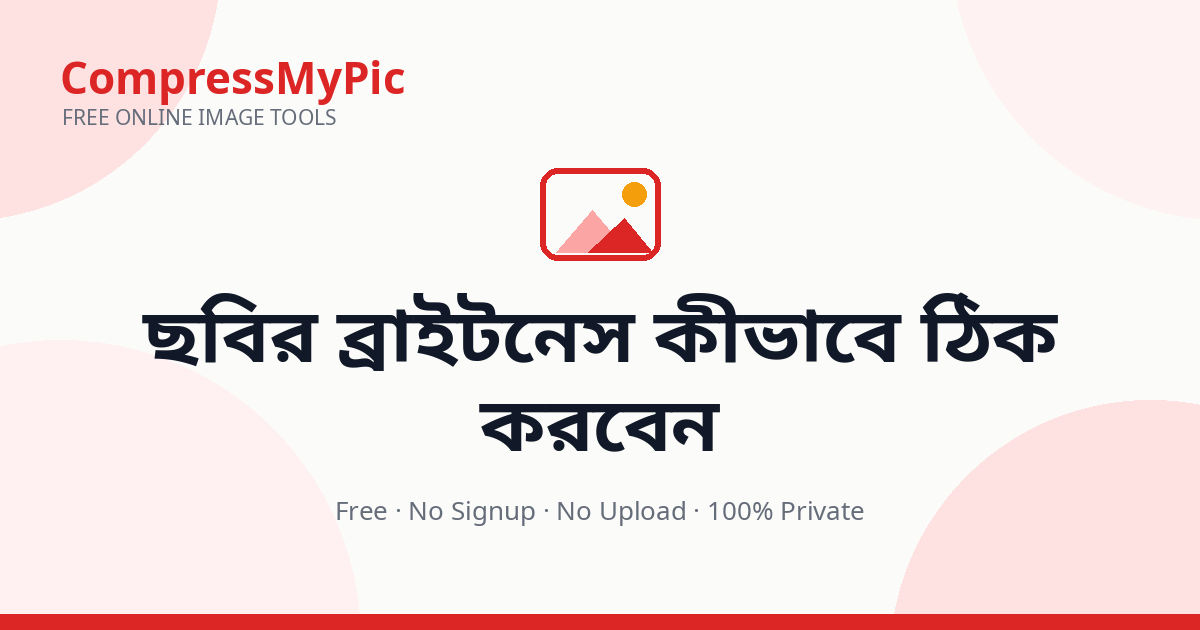 CompressMyPic
FREE ONLINE IMAGE TOOLS
ছবির ব্রাইটনেস কীভাবে ঠিক
করবেন
Free · No Signup · No Upload · 100% Private